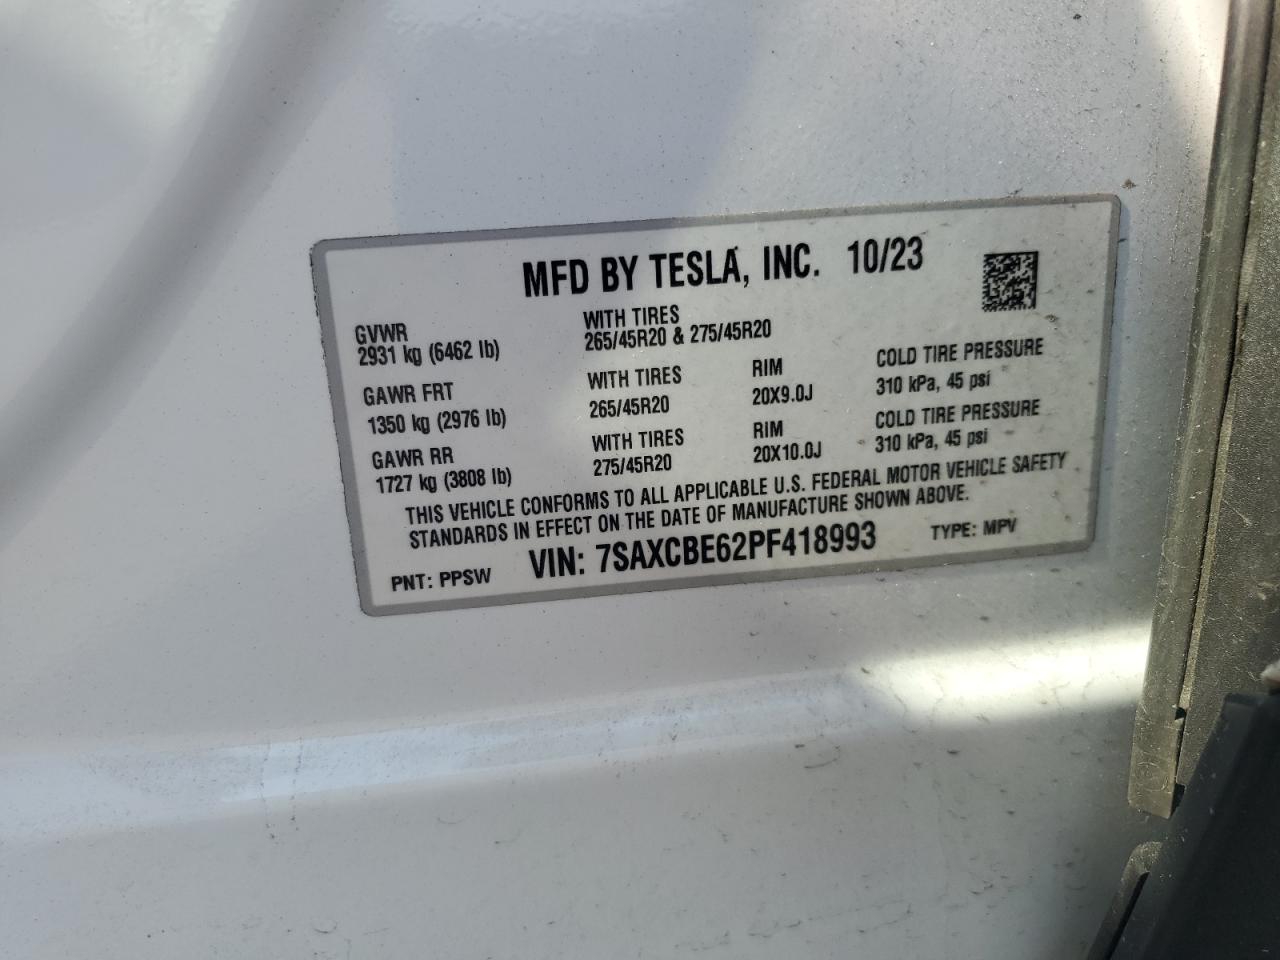 MFD BY TESLA, INC. 10/23
GVWR
2931 kg (6462 lb)
WITH TIRES
265/45R20 & 275/45R20
GAWR FRT
1350 kg (2976 lb)
WITH TIRES
265/45R20
RIM
20X9.0J
COLD TIRE PRESSURE
310 kPa, 45 psi
GAWR RR
1727 kg (3808 lb)
WITH TIRES
275/45R20
RIM
20X10.0J
COLD TIRE PRESSURE
310 kPa, 45 psi
THIS VEHICLE CONFORMS TO ALL APPLICABLE U.S. FEDERAL MOTOR VEHICLE SAFETY
STANDARDS IN EFFECT ON THE DATE OF MANUFACTURE SHOWN ABOVE.
PNT: PPSW VIN: 7SAXCBE62PF418993 TYPE: MPV